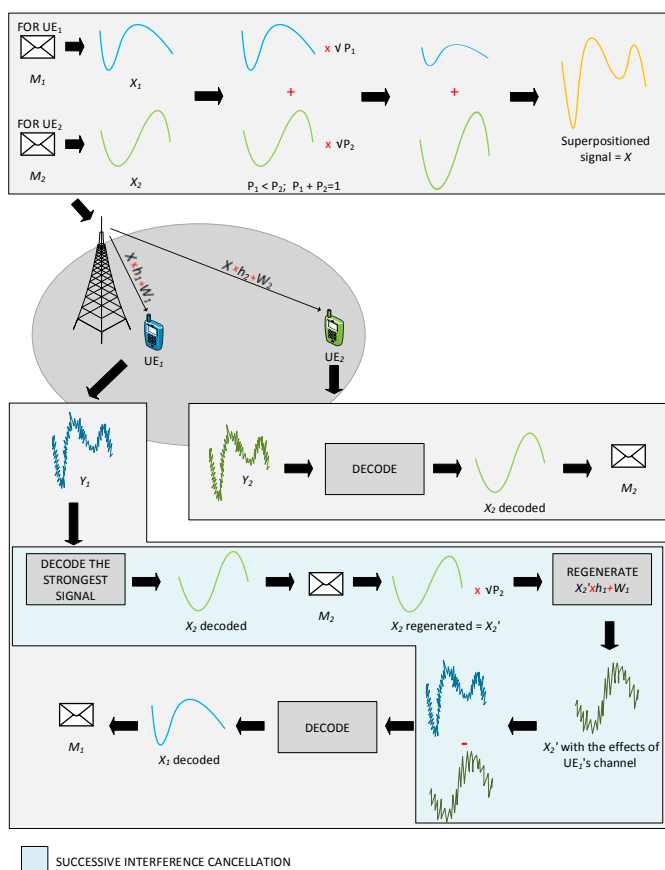 FOR UE₁
M₁
X₁
x √ P₁
+
+
FOR UE₂
M₂
X₂
x √P₂
P₁ < P₂; P₁ + P₂=1
Superpositioned
signal = X
X x h₁+W₁
X x h₂+W₂
UE₁
UE₂
Y₁
Y₂
DECODE
X₂ decoded
M₂
DECODE THE
STRONGEST
SIGNAL
X₂ decoded
M₂
x √P₂
X₂ regenerated = X₂'
REGENERATE
X₂'xh₁+W₁
M₁
X₁ decoded
DECODE
-
X₂' with the effects of
UE₁'s channel
SUCCESSIVE INTERFERENCE CANCELLATION